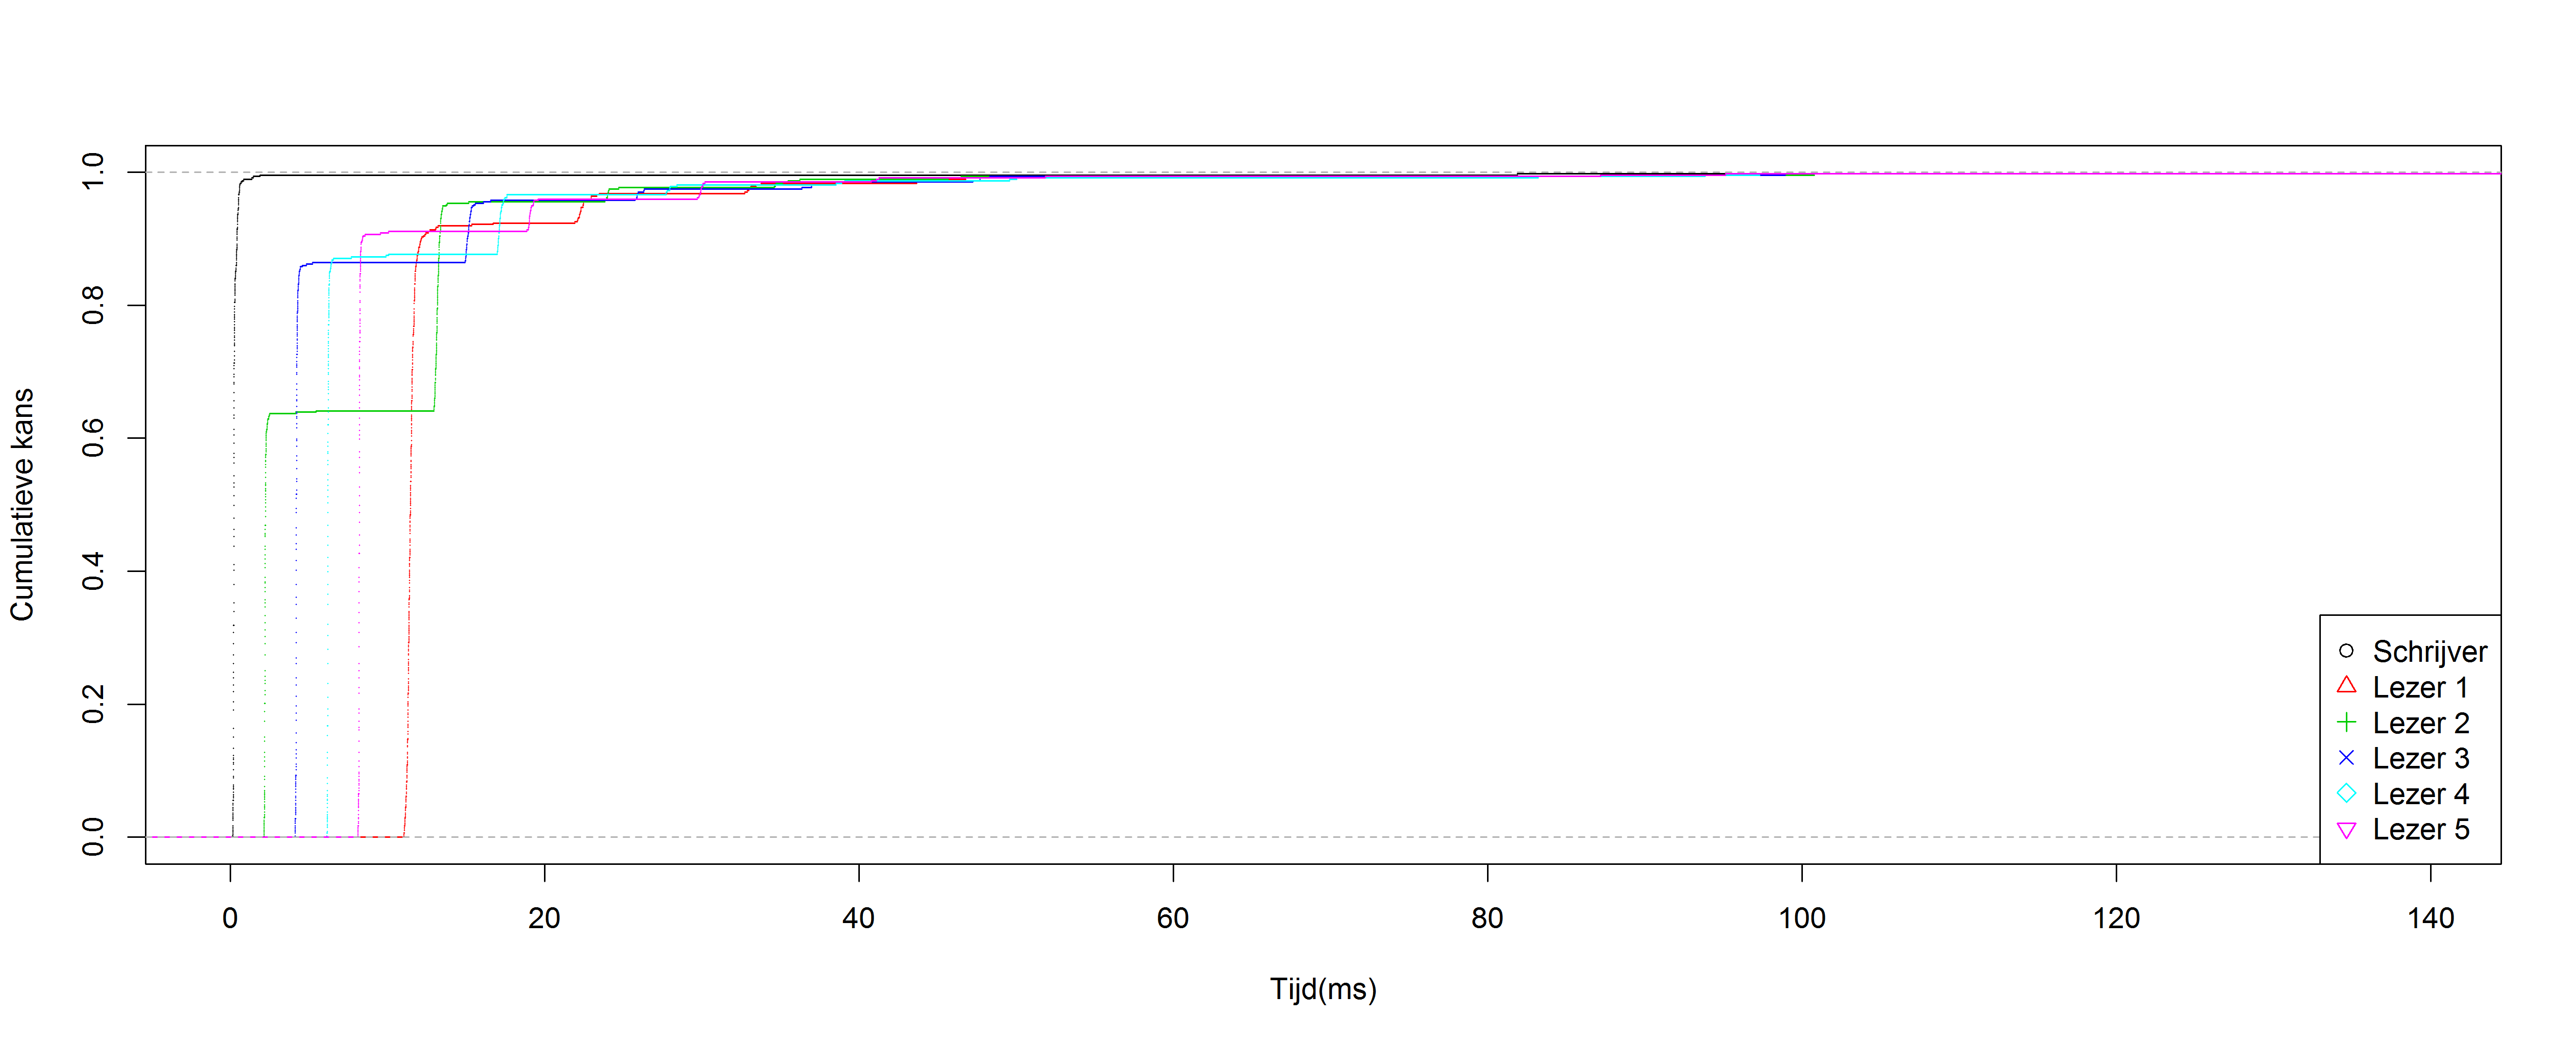 Cumulatieve kans
1.0
0.8
0.6
0.4
0.2
0.0
Schrijver
Lezer 1
Lezer 2
Lezer 3
Lezer 4
Lezer 5
0 20 40 60 80 100 120 140
Tijd(ms)